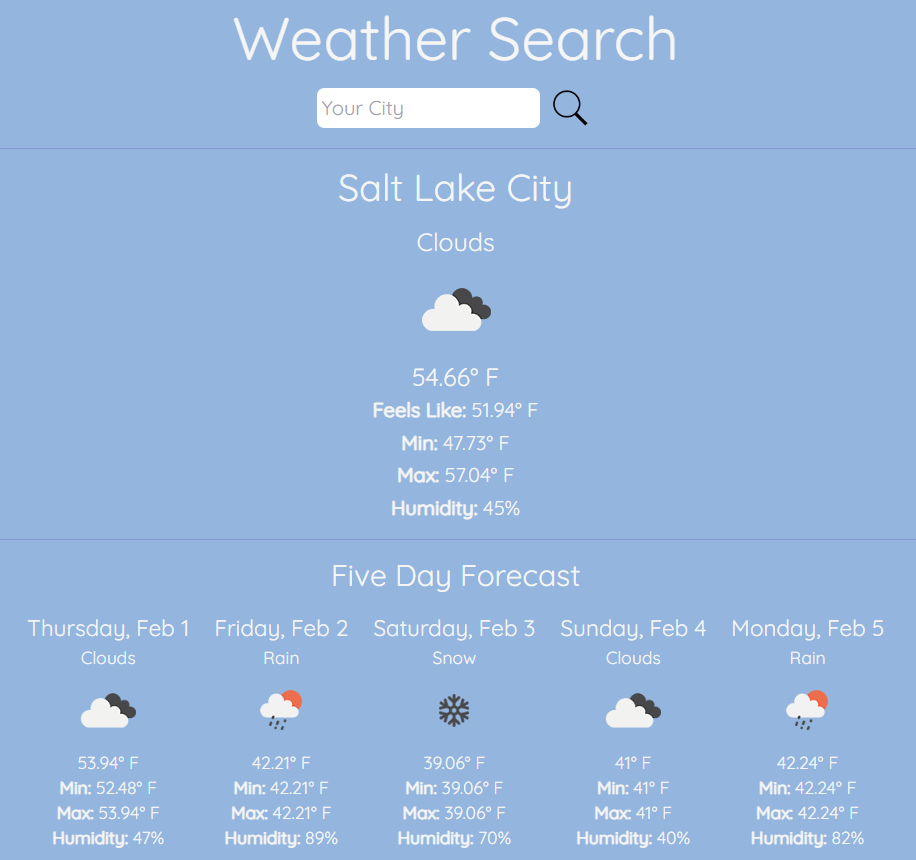 Weather Search
Your City
Salt Lake City
Clouds
54.66° F
Feels Like: 51.94° F
Min: 47.73° F
Max: 57.04° F
Humidity: 45%
Five Day Forecast
Thursday, Feb 1
Clouds
53.94° F
Min: 52.48° F
Max: 53.94° F
Humidity: 47%
Friday, Feb 2
Rain
42.21° F
Min: 42.21° F
Max: 42.21° F
Humidity: 89%
Saturday, Feb 3
Snow
39.06° F
Min: 39.06° F
Max: 39.06° F
Humidity: 70%
Sunday, Feb 4
Clouds
41° F
Min: 41° F
Max: 41° F
Humidity: 40%
Monday, Feb 5
Rain
42.24° F
Min: 42.24° F
Max: 42.24° F
Humidity: 82%